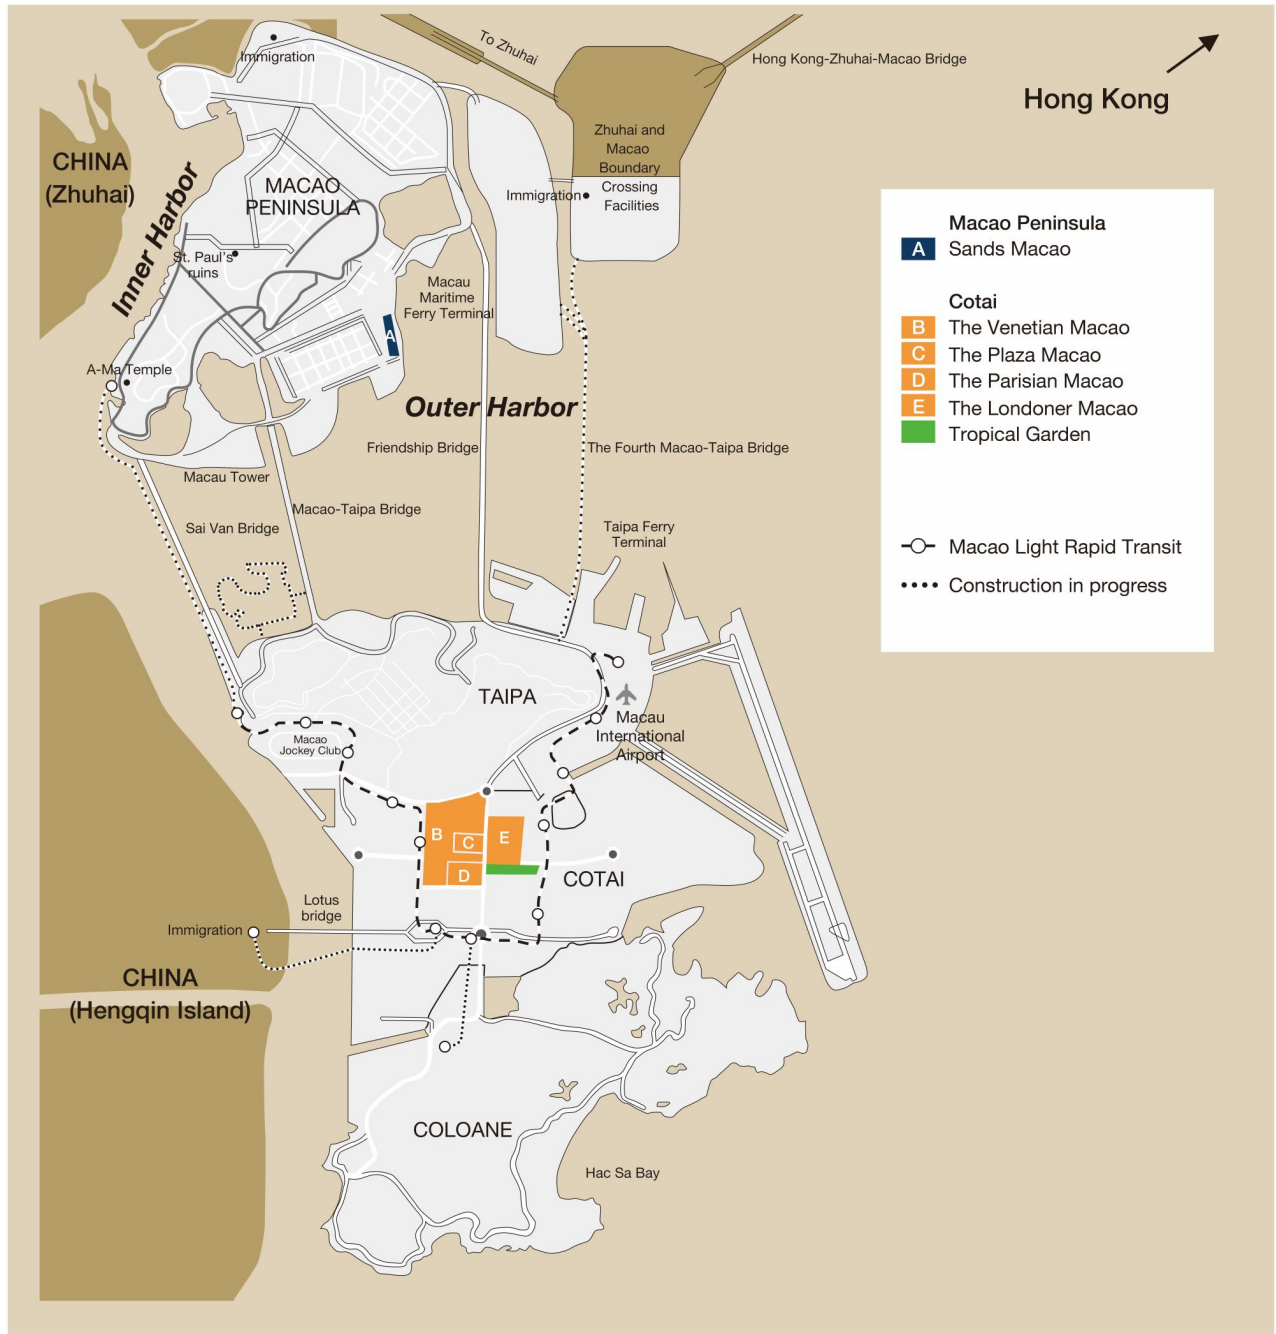 To Zhuhai
Immigration
Hong Kong-Zhuhai-Macao Bridge
Hong Kong
Zhuhai and
Macao
Boundary
Crossing
Facilities
CHINA
(Zhuhai)
MACAO
PENINSULA
Immigration
Inner Harbor
St. Paul's
ruins
Macau
Maritime
Ferry Terminal
A
A-Ma Temple
Outer Harbor
Friendship Bridge
The Fourth Macao-Taipa Bridge
Macau Tower
Macao-Taipa Bridge
Sai Van Bridge
Taipa Ferry
Terminal
TAIPA
Macau
International
Airport
Macao
Jockey Club
B
C
D
E
COTAI
Lotus
bridge
Immigration
CHINA
(Hengqin Island)
COLOANE
Hac Sa Bay
Macao Peninsula
A Sands Macao
Cotai
B The Venetian Macao
C The Plaza Macao
D The Parisian Macao
E The Londoner Macao
Tropical Garden
Macao Light Rapid Transit
Construction in progress